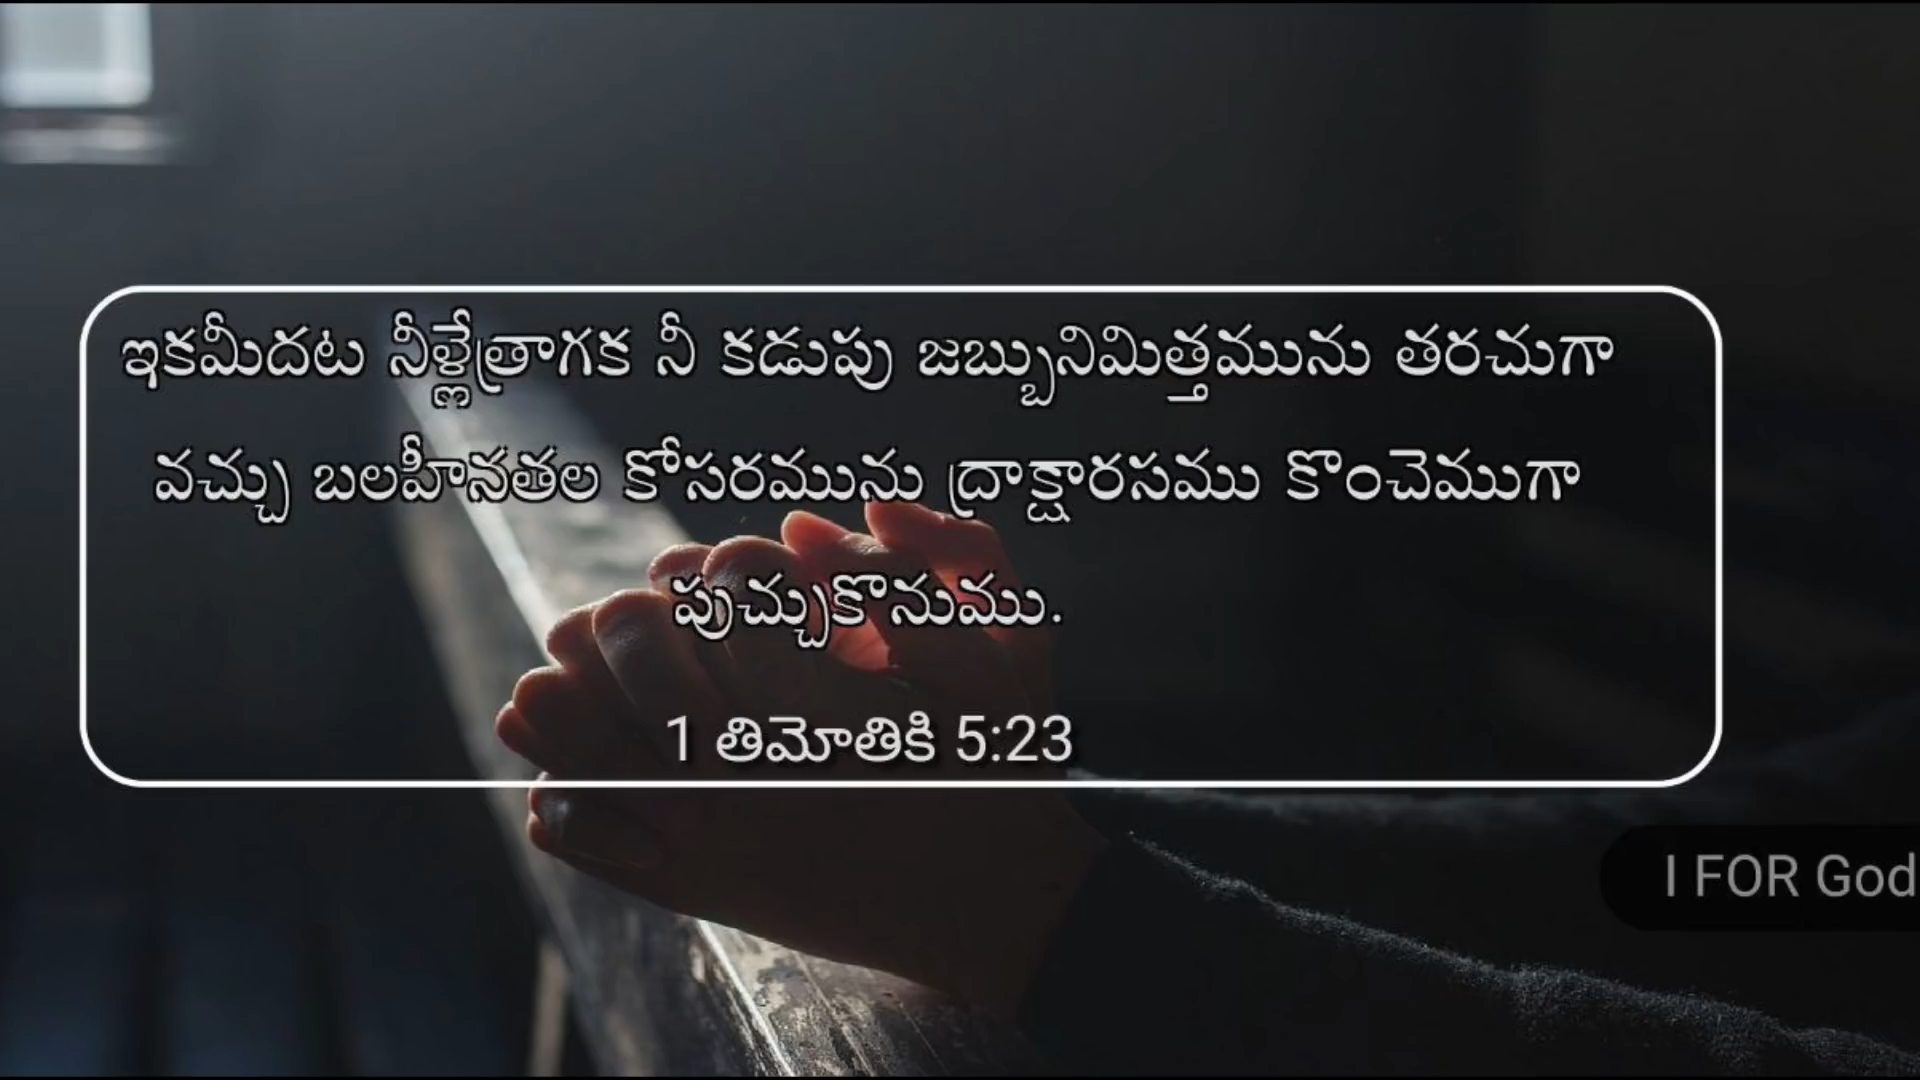 ఇకమీదట నీళ్లేత్రాగక నీ కడుపు జబ్బునిమిత్తమును తరచుగా
వచ్చు బలహీనతల కోసరమును ద్రాక్షారసము కొంచెముగా
పుచ్చుకొనుము.
1 తిమోతికి 5:23
I FOR God